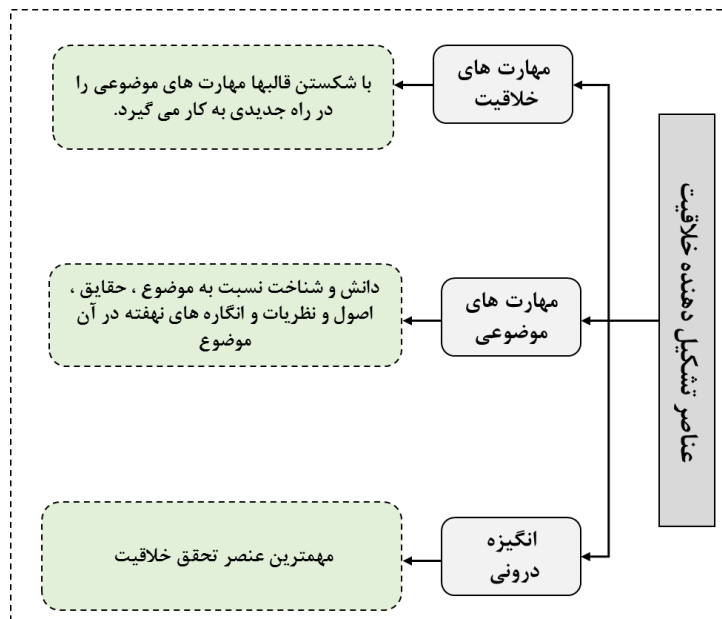 عناصر تشکیل دهنده خلاقیت
مهارت های
خلاقیت
با شکستن قالبها مهارت های موضوعی را
در راه جدیدی به کار می گیرد.
مهارت های
موضوعی
دانش و شناخت نسبت به موضوع ، حقایق ،
اصول و نظریات و انگاره های نهفته در آن
موضوع
انگیزه
درونی
مهمترین عنصر تحقق خلاقیت